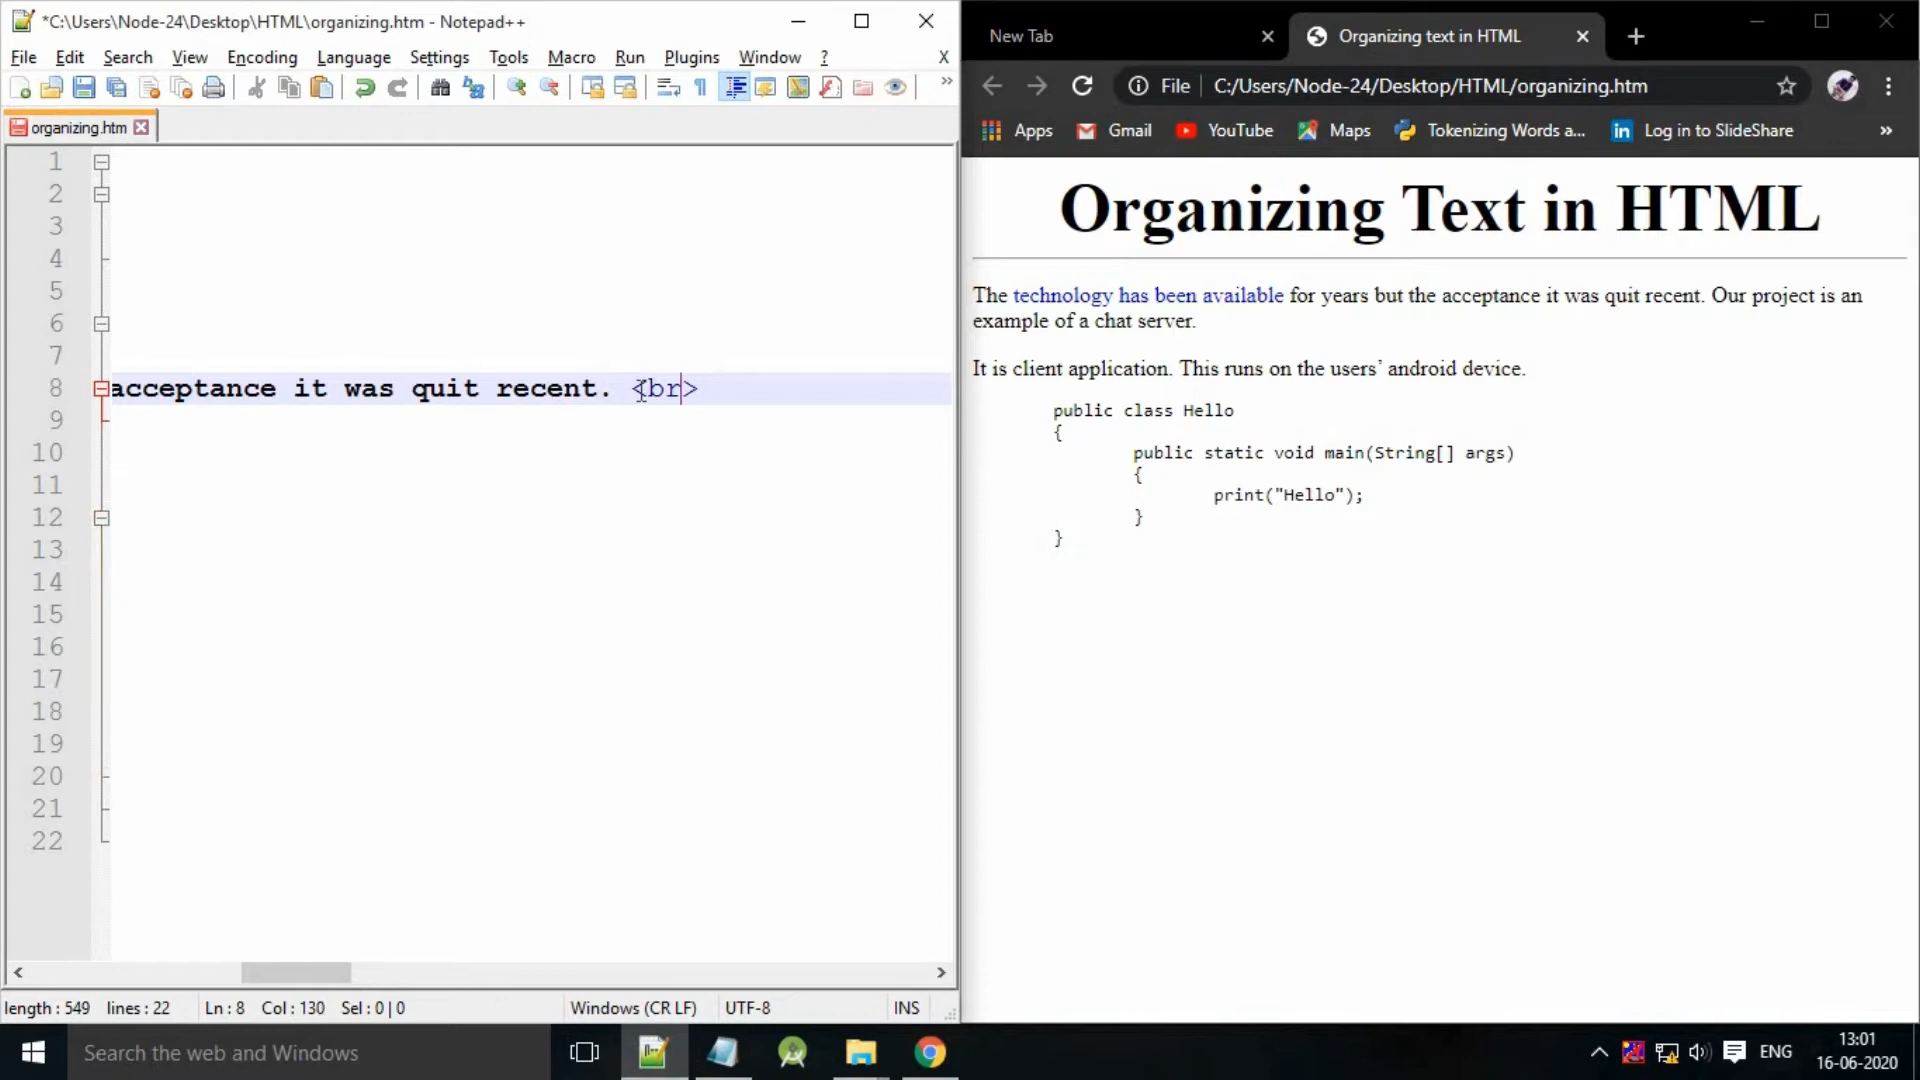 *C:\Users\Node-24\Desktop\HTML\organizing.htm - Notepad++
File Edit Search View Encoding Language Settings Tools Macro Run Plugins Window ? X
organizing.htm
1
2
3
4
5
6
7
8 acceptance it was quit recent. <br>
9
10
11
12
13
14
15
16
17
18
19
20
21
22
length : 549 lines : 22 Ln : 8 Col : 130 Sel : 0 | 0 Windows (CR LF) UTF-8 INS
New Tab Organizing text in HTML
File C:/Users/Node-24/Desktop/HTML/organizing.htm
Apps Gmail YouTube Maps Tokenizing Words a... in Log in to SlideShare »
Organizing Text in HTML
The technology has been available for years but the acceptance it was quit recent. Our project is an
example of a chat server.
It is client application. This runs on the users’ android device.
public class Hello
{
public static void main(String[] args)
{
print("Hello");
}
}
Search the web and Windows
ENG
13:01
16-06-2020